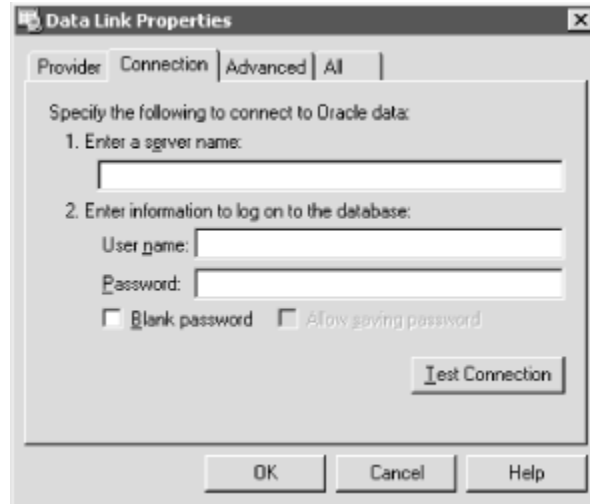 Data Link Properties
Provider Connection Advanced All
Specify the following to connect to Oracle data:
1. Enter a server name:
2. Enter information to log on to the database:
User name:
Password:
Blank password Allow saving password
Test Connection
OK Cancel Help